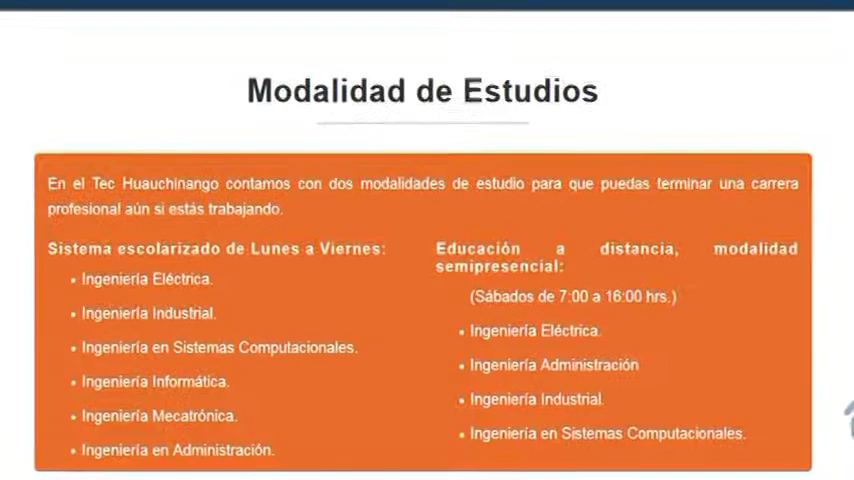 Modalidad de Estudios
En el Tec Huauchinango contamos con dos modalidades de estudio para que puedas terminar una carrera
profesional aún si estás trabajando.
Sistema escolarizado de Lunes a Viernes:
Ingeniería Eléctrica.
Ingeniería Industrial.
Ingeniería en Sistemas Computacionales.
Ingeniería Informática.
Ingeniería Mecatrónica.
Ingeniería en Administración.
Educación a distancia, modalidad
semipresencial:
(Sábados de 7:00 a 16:00 hrs.)
Ingeniería Eléctrica.
Ingeniería Administración
Ingeniería Industrial.
Ingeniería en Sistemas Computacionales.